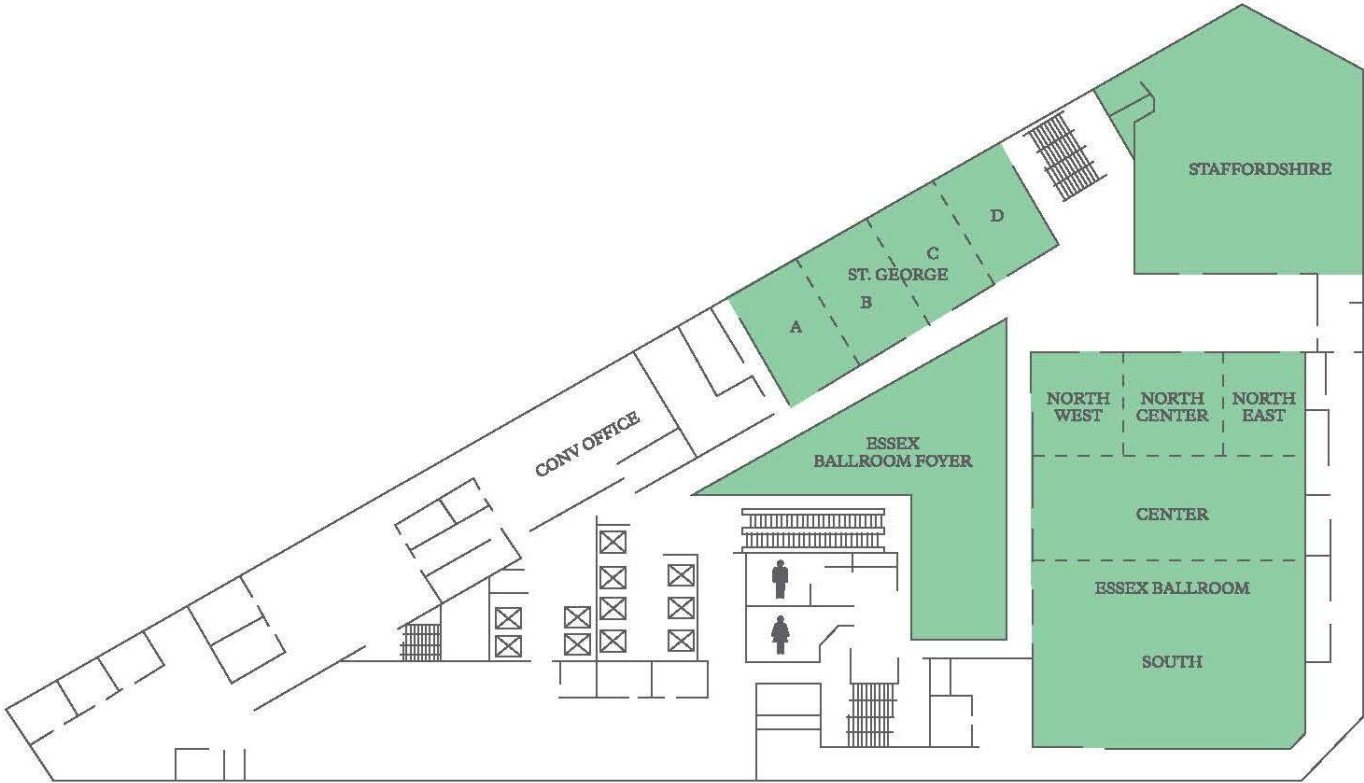 STAFFORDSHIRE
D
C
ST. GEORGE
B
A
NORTH
WEST
NORTH
CENTER
NORTH
EAST
CONV OFFICE
ESSEX
BALLROOM FOYER
CENTER
ESSEX BALLROOM
SOUTH